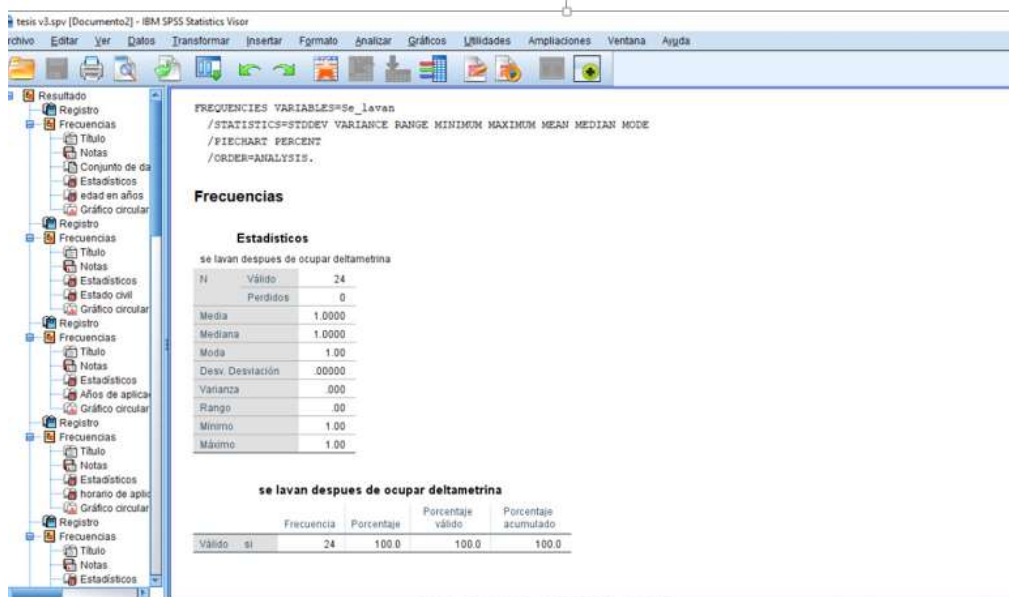 tesis v3.spv [Documento2] - IBM SPSS Statistics Visor
rchivo Editar Ver Datos Transformar Insertar Formato Analizar Gráficos Utilidades Ampliaciones Ventana Ayuda
Resultado
Registro
Frecuencias
Título
Notas
Conjunto de da
Estadísticos
edad en años
Gráfico circular
Registro
Frecuencias
Título
Notas
Estadísticos
Estado civil
Gráfico circular
Registro
Frecuencias
Título
Notas
Estadísticos
Años de aplica
Gráfico circular
Registro
Frecuencias
Título
Notas
Estadísticos
horario de aplic
Gráfico circular
Registro
Frecuencias
Título
Notas
Estadísticos
FREQUENCIES VARIABLES=Se_lavan
/STATISTICS=STDDEV VARIANCE RANGE MINIMUM MAXIMUM MEAN MEDIAN MODE
/PIECHART PERCENT
/ORDER=ANALYSIS.
Frecuencias
Estadísticos
se lavan despues de ocupar deltametrina
N Válido 24
Perdidos 0
Media 1.0000
Mediana 1.0000
Moda 1.00
Desv. Desviación .00000
Varianza .000
Rango .00
Mínimo 1.00
Máximo 1.00
se lavan despues de ocupar deltametrina
Frecuencia Porcentaje Porcentaje válido Porcentaje acumulado
Válido si 24 100.0 100.0 100.0